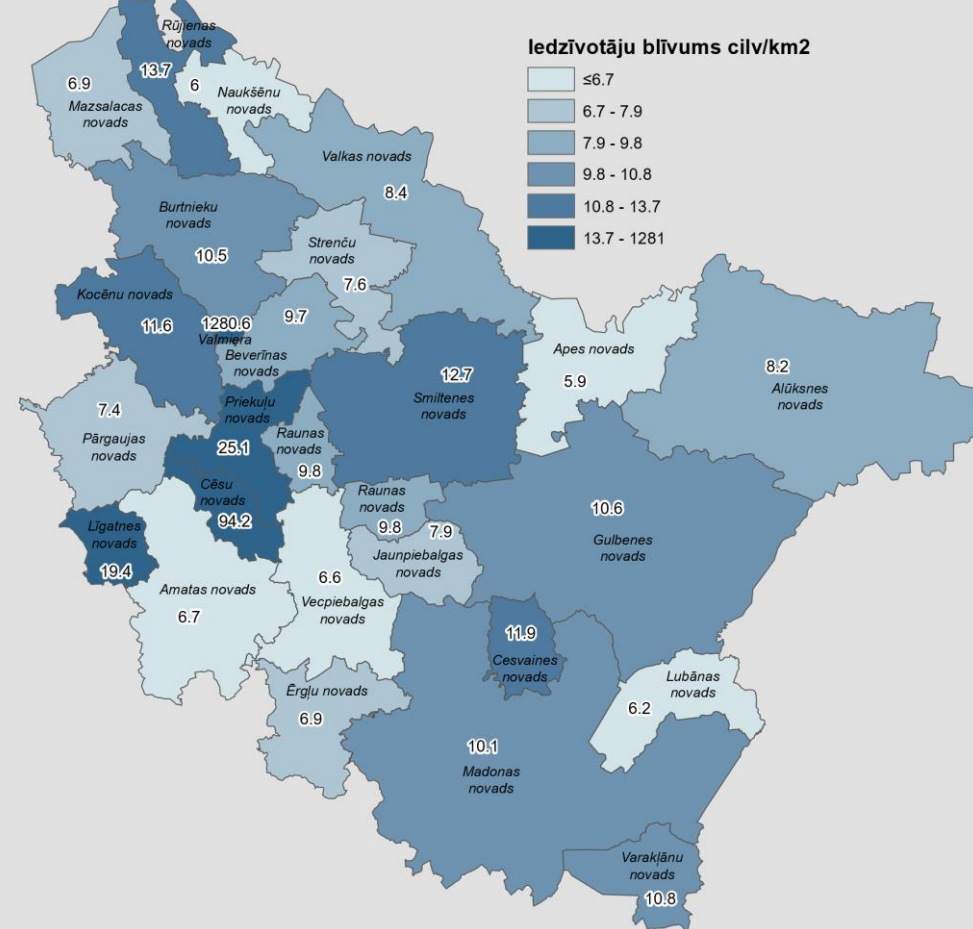 Iedzīvotāju blīvums cilv/km2
≤6.7
6.7 - 7.9
7.9 - 9.8
9.8 - 10.8
10.8 - 13.7
13.7 - 1281
Rūjienas
novads
13.7
6.9
Mazsalacas
novads
6
Naukšēnu
novads
Valkas novads
8.4
Burtnieku
novads
10.5
Strenču
novads
7.6
Kocēnu novads
11.6
1280.6
Valmiera
9.7
Beverīnas
novads
Apes novads
5.9
8.2
Alūksnes
novads
12.7
Smiltenes
novads
7.4
Pārgaujas
novads
Priekuļu
novads
25.1
Raunas
novads
9.8
Cēsu
novads
94.2
Raunas
novads
9.8
7.9
Jaunpiebalgas
novads
10.6
Gulbenes
novads
Līgatnes
novads
19.4
Amatas novads
6.7
6.6
Vecpiebalgas
novads
11.9
Cesvaines
novads
Lubānas
novads
6.2
Ērgļu novads
6.9
10.1
Madonas
novads
Varakļānu
novads
10.8